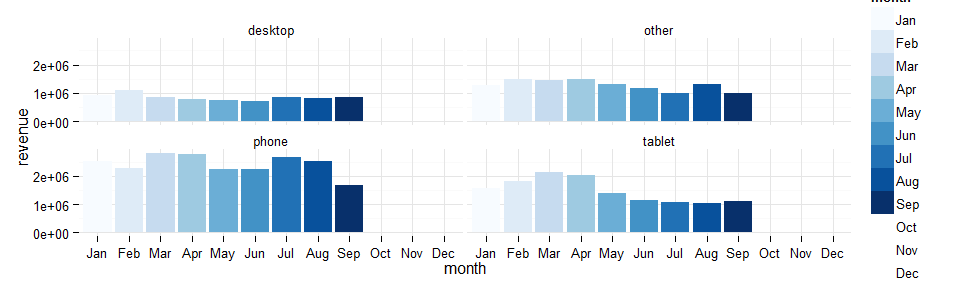 month
desktop
other
2e+06
1e+06
0e+00
phone
tablet
2e+06
1e+06
0e+00
revenue
Jan Feb Mar Apr May Jun Jul Aug Sep Oct Nov Dec
Jan Feb Mar Apr May Jun Jul Aug Sep Oct Nov Dec
month
Jan
Feb
Mar
Apr
May
Jun
Jul
Aug
Sep
Oct
Nov
Dec